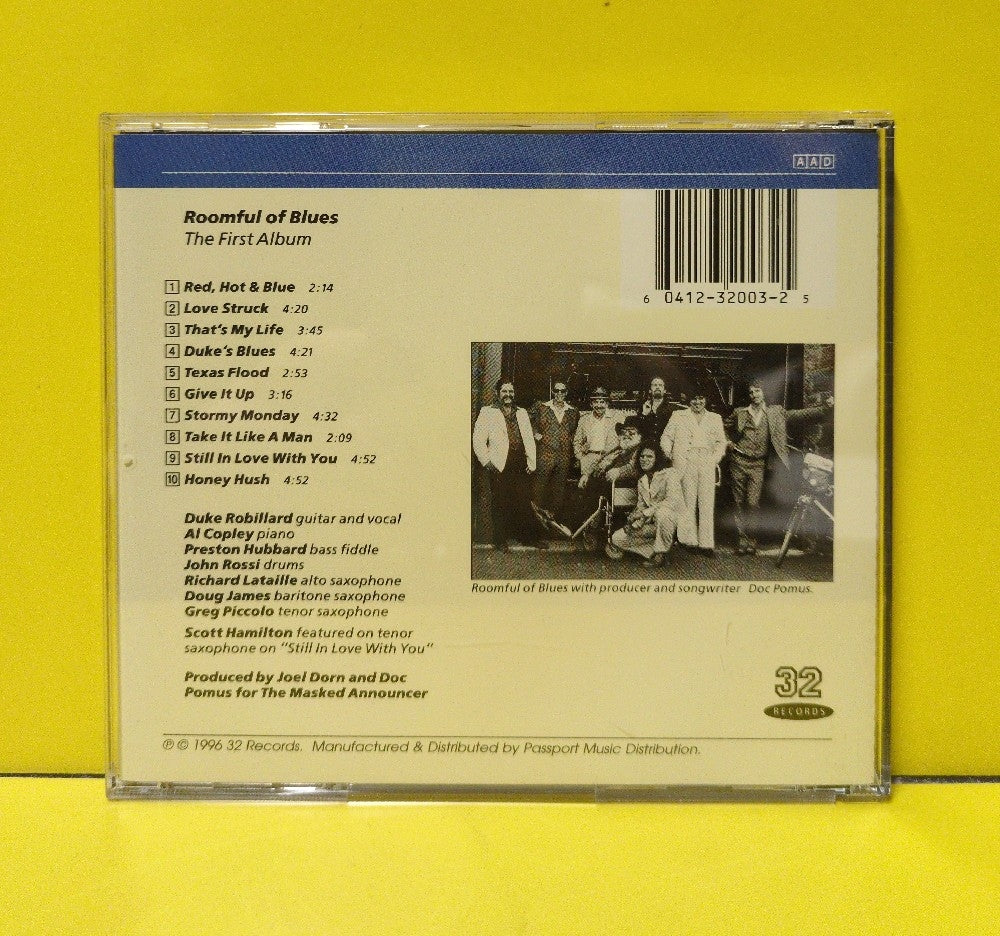 AAD
Roomful of Blues
The First Album
6 0412-32003-2 5
1 Red, Hot & Blue 2:14
2 Love Struck 4:20
3 That's My Life 3:45
4 Duke's Blues 4:21
5 Texas Flood 2:53
6 Give It Up 3:16
7 Stormy Monday 4:32
8 Take It Like A Man 2:09
9 Still In Love With You 4:52
10 Honey Hush 4:52
Duke Robillard guitar and vocal
Al Copley piano
Preston Hubbard bass fiddle
John Rossi drums
Richard Lataille alto saxophone
Doug James baritone saxophone
Greg Piccolo tenor saxophone
Scott Hamilton featured on tenor
saxophone on "Still In Love With You"
Produced by Joel Dorn and Doc
Pomus for The Masked Announcer
Roomful of Blues with producer and songwriter Doc Pomus.
32
RECORDS
℗ © 1996 32 Records. Manufactured & Distributed by Passport Music Distribution.